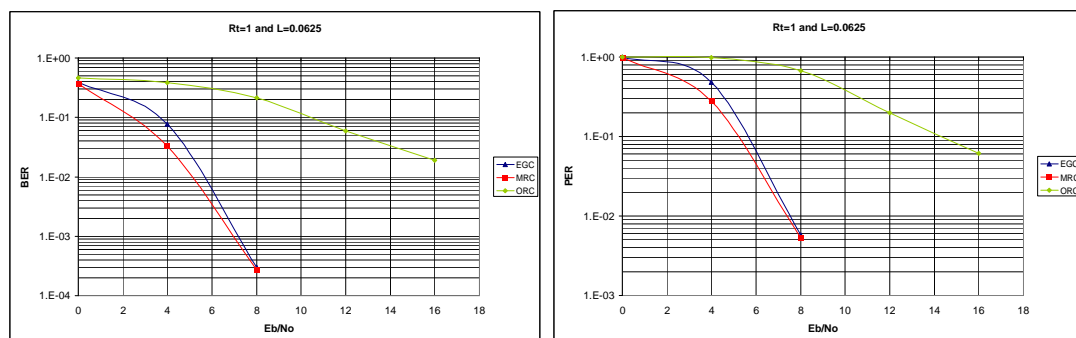 Rt=1 and L=0.0625
1.E+00
1.E-01
1.E-02
1.E-03
1.E-04
BER
0 2 4 6 8 10 12 14 16 18
Eb/No
EGC
MRC
ORC
Rt=1 and L=0.0625
1.E+00
1.E-01
1.E-02
1.E-03
PER
0 2 4 6 8 10 12 14 16 18
Eb/No
EGC
MRC
ORC